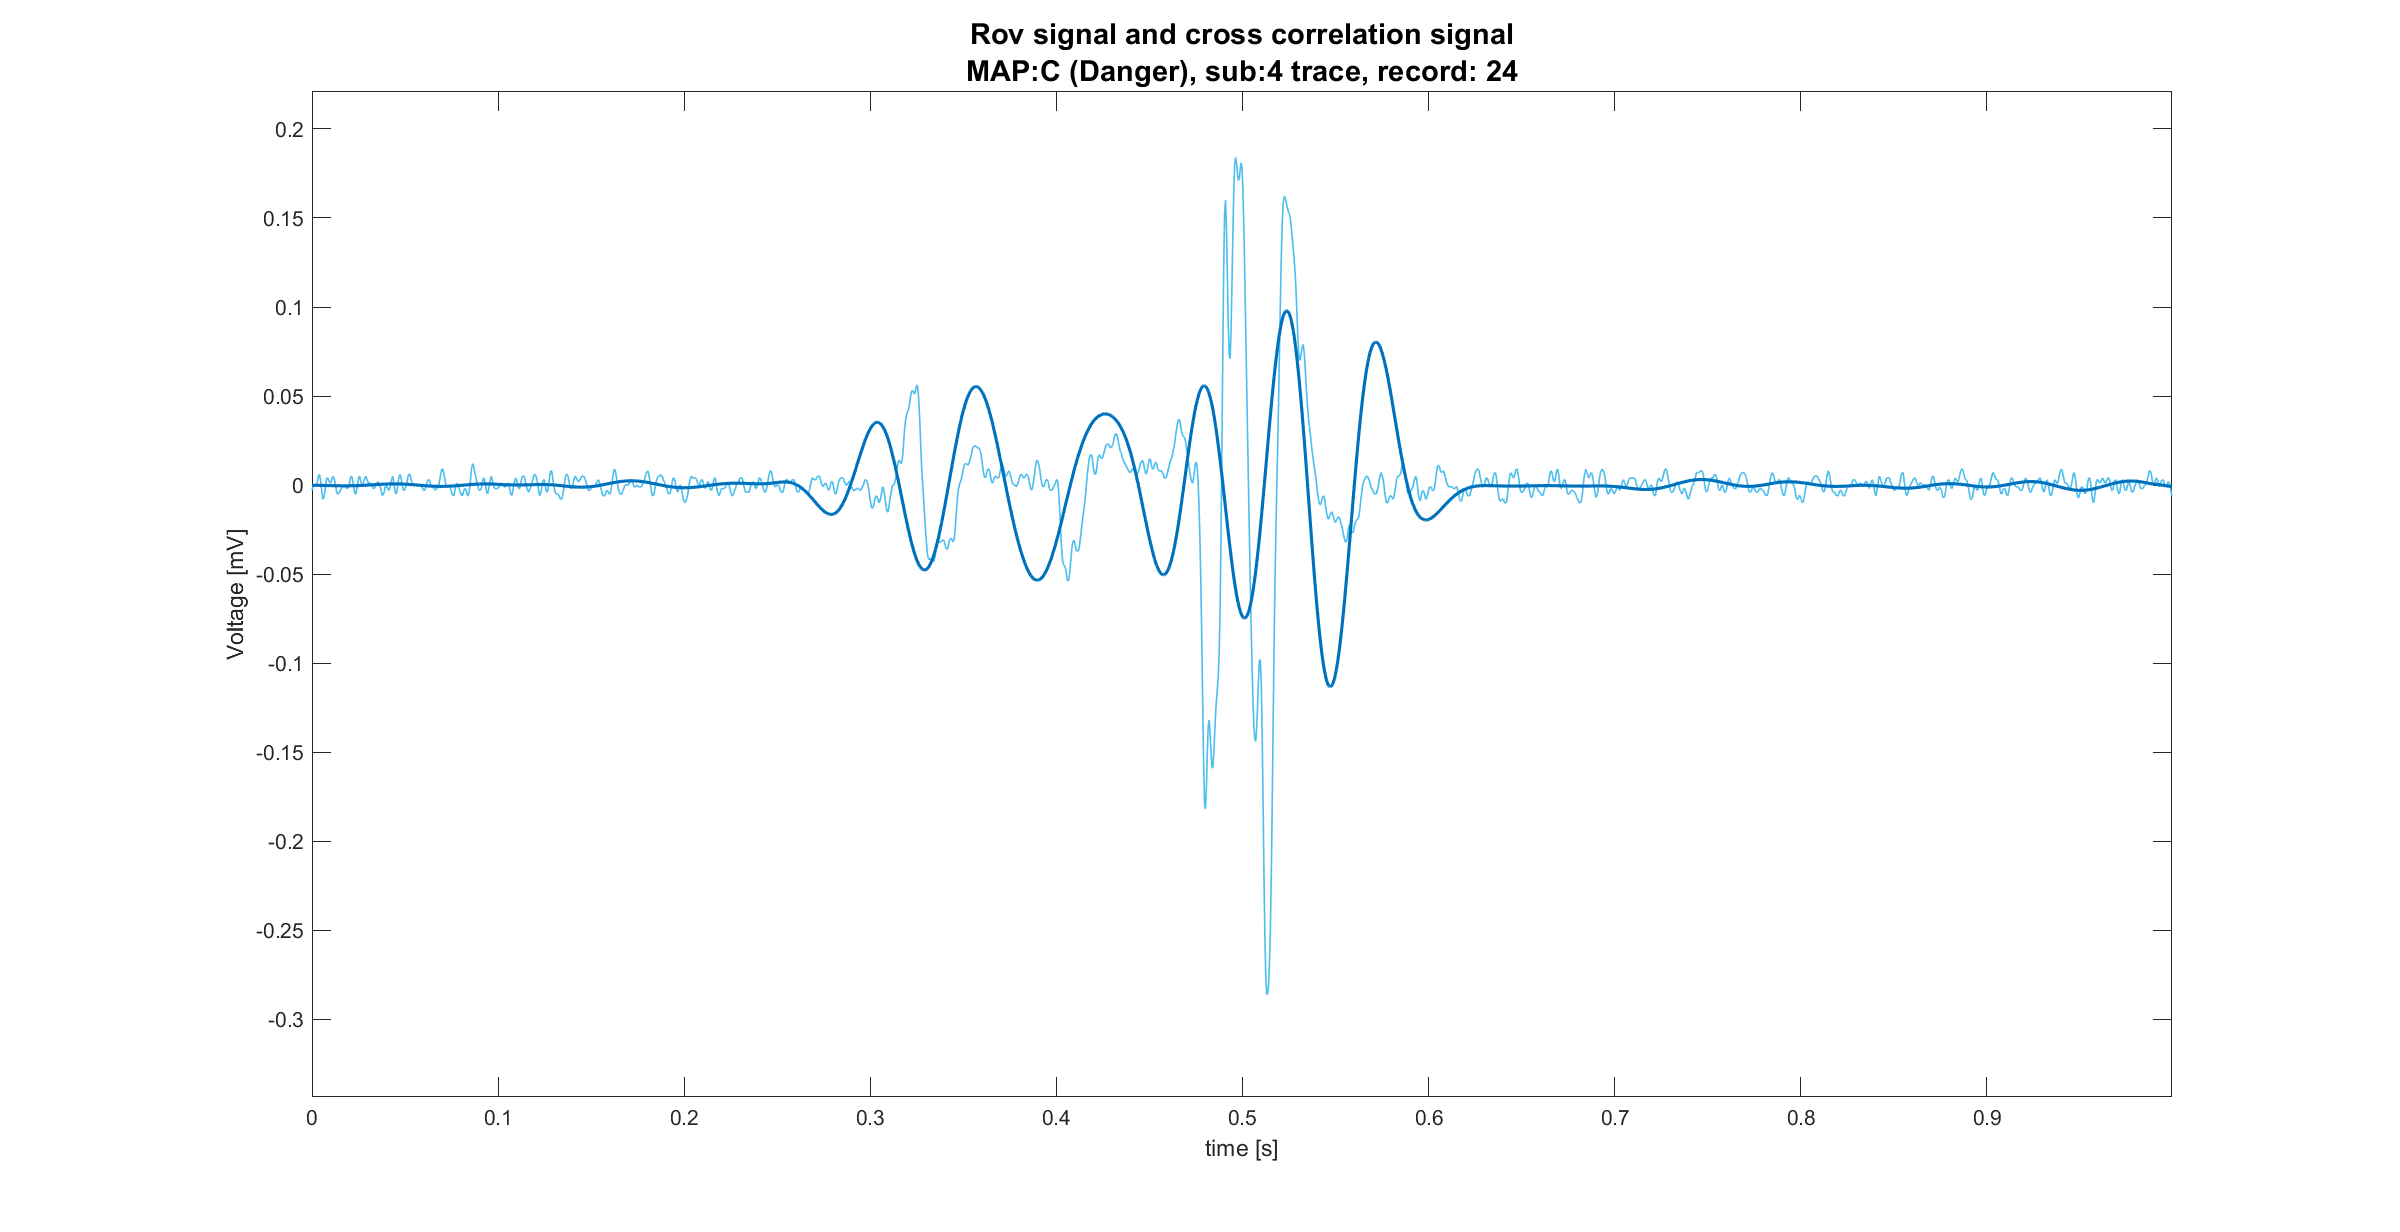 Rov signal and cross correlation signal
MAP:C (Danger), sub:4 trace, record: 24
0.2
0.15
0.1
0.05
0
-0.05
-0.1
-0.15
-0.2
-0.25
-0.3
Voltage [mV]
0 0.1 0.2 0.3 0.4 0.5 0.6 0.7 0.8 0.9
time [s]